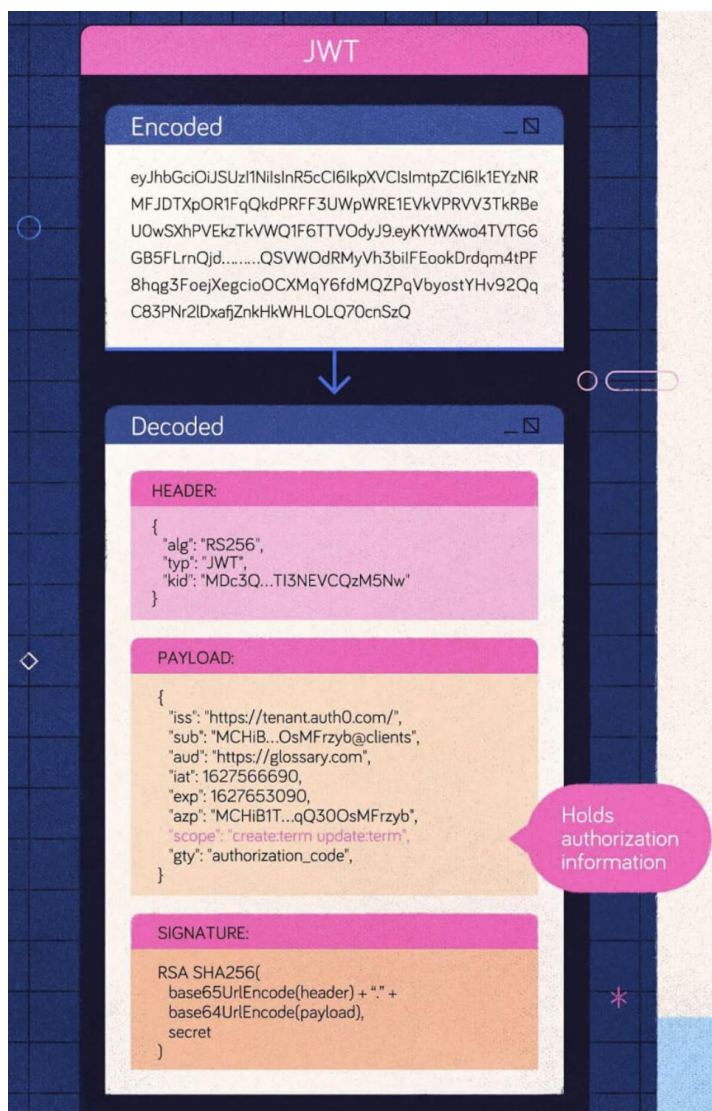 JWT
Encoded
eyJhbGciOiJSUzI1NiIsInR5cCI6IkpXVCIsImtpZCI6Ik1EYzNR
MFJDTXpOR1FqQkdPRFF3UWpWRE1EVkVPRVV3TkRBe
U0wSXhPVEkzTkVWQ1F6TTVOdyJ9.eyKYtWXwo4TVTG6
GB5FLrnQjd.........QSVWOdRMyVh3biIFEookDrdqm4tPF
8hqg3FoejXegcioOCXMqY6fdMQZPqVbyostYHv92Qq
C83PNr2lDxafjZnkHkWHLOLQ70cnSzQ
Decoded
HEADER:
{
"alg": "RS256",
"typ": "JWT",
"kid": "MDc3Q...TI3NEVCQzM5Nw"
}
PAYLOAD:
{
"iss": "https://tenant.auth0.com/",
"sub": "MCHiB...OsMFrzyb@clients",
"aud": "https://glossary.com",
"iat": 1627566690,
"exp": 1627653090,
"azp": "MCHiB1T...qQ30OsMFrzyb",
"scope": "create:term update:term",
"gty": "authorization_code",
}
Holds
authorization
information
SIGNATURE:
RSA SHA256(
base65UrlEncode(header) + “.” +
base64UrlEncode(payload),
secret
)